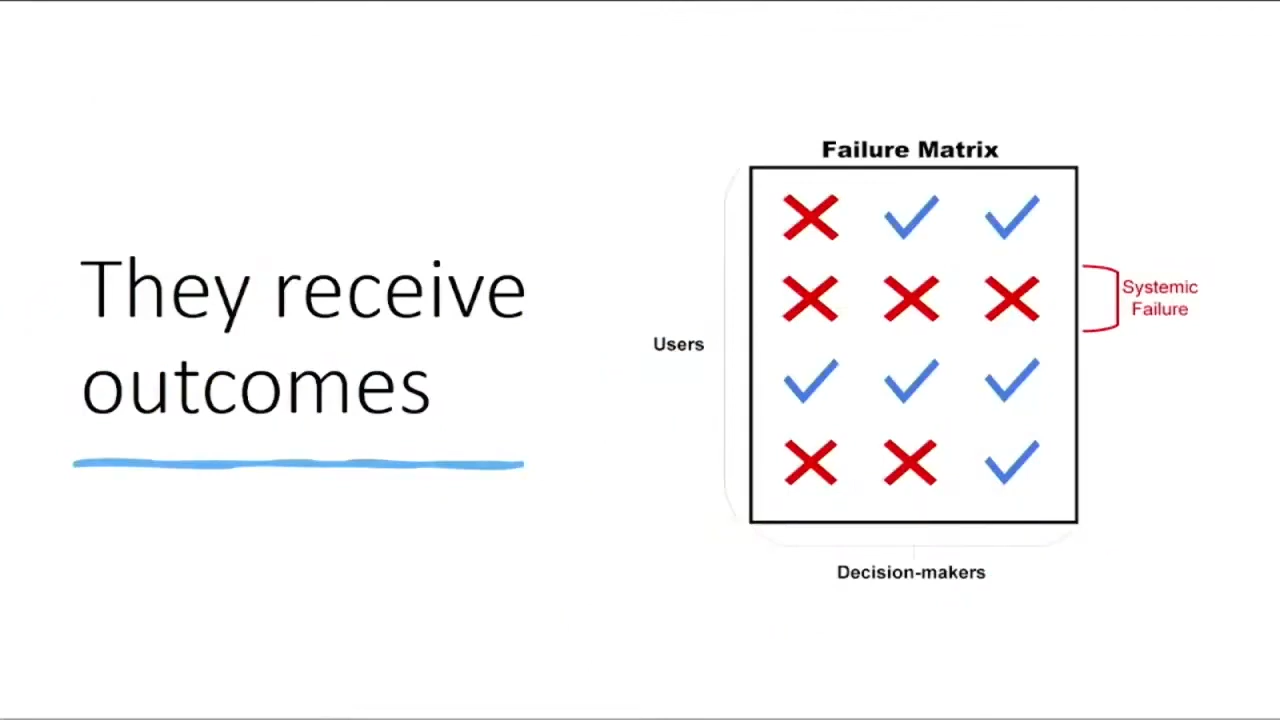 They receive
outcomes
Failure Matrix
Users
Systemic
Failure
Decision-makers